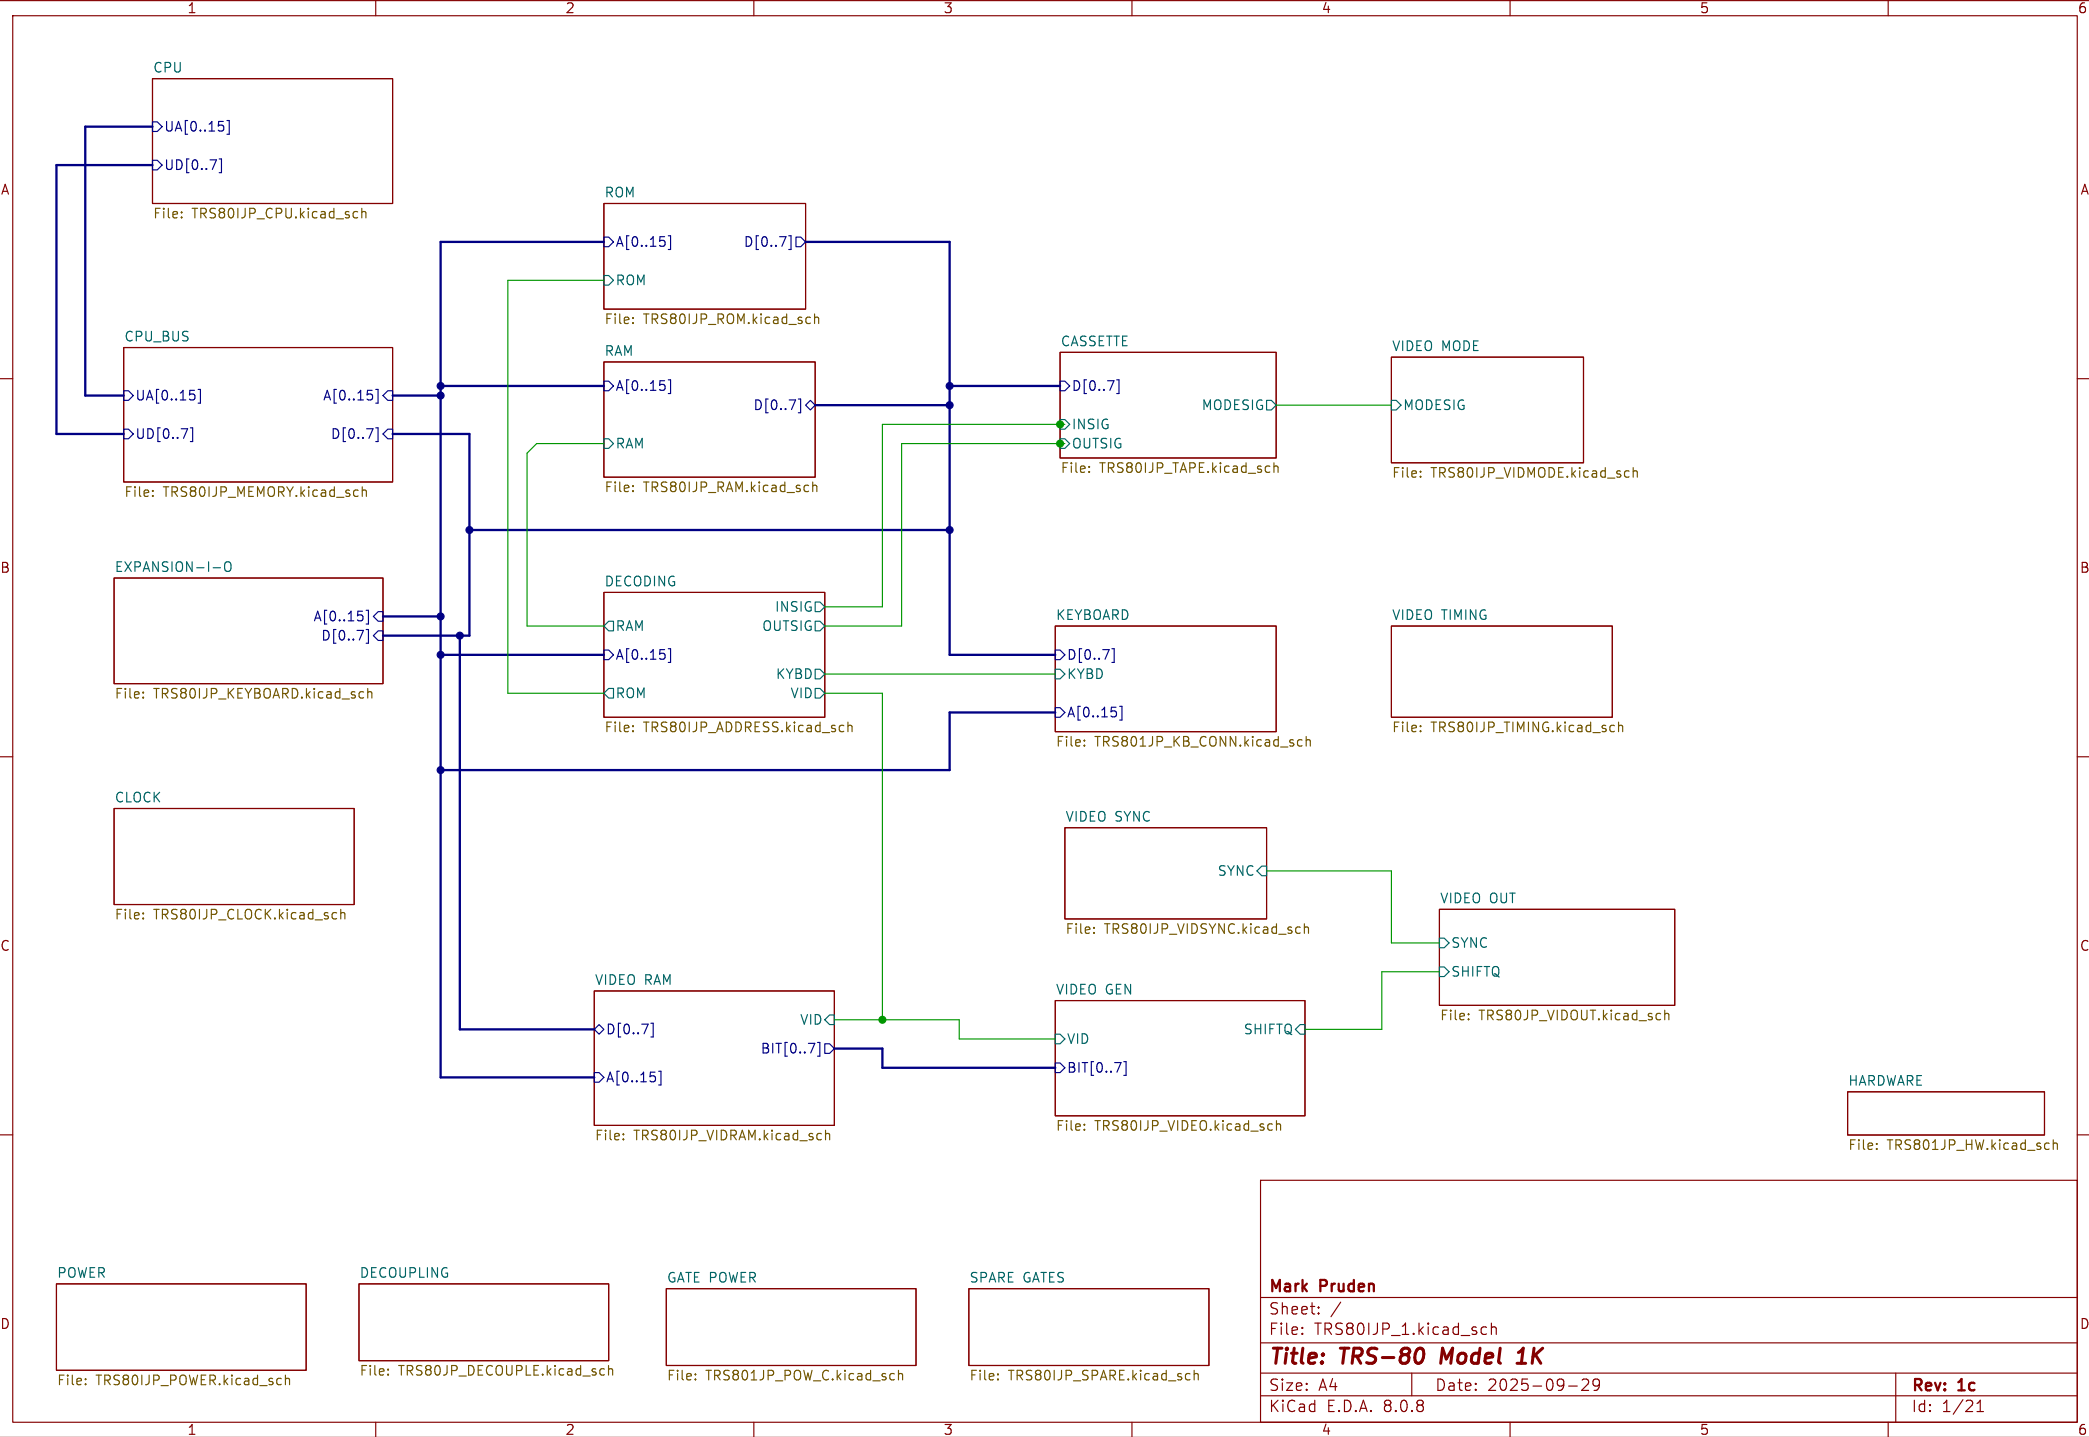 1 2 3 4 5 6
CPU
UA[0..15]
UD[0..7]
File: TRS80IJP_CPU.kicad_sch
A A
ROM
A[0..15] D[0..7]
ROM
File: TRS80IJP_ROM.kicad_sch
CPU_BUS
UA[0..15] A[0..15]
UD[0..7] D[0..7]
File: TRS80IJP_MEMORY.kicad_sch
RAM
A[0..15]
D[0..7]
RAM
File: TRS80IJP_RAM.kicad_sch
CASSETTE
D[0..7]
MODESIG
INSIG
OUTSIG
File: TRS80IJP_TAPE.kicad_sch
VIDEO MODE
MODESIG
File: TRS80IJP_VIDMODE.kicad_sch
B B
EXPANSION-I-O
A[0..15]
D[0..7]
File: TRS80IJP_KEYBOARD.kicad_sch
DECODING
INSIG
OUTSIG
RAM
A[0..15]
KYBD
ROM VID
File: TRS80IJP_ADDRESS.kicad_sch
KEYBOARD
D[0..7]
KYBD
A[0..15]
File: TRS801JP_KB_CONN.kicad_sch
VIDEO TIMING
File: TRS80IJP_TIMING.kicad_sch
CLOCK
File: TRS80IJP_CLOCK.kicad_sch
VIDEO SYNC
SYNC
File: TRS80IJP_VIDSYNC.kicad_sch
VIDEO OUT
SYNC
SHIFTQ
File: TRS80JP_VIDOUT.kicad_sch
C C
VIDEO RAM
VID
D[0..7]
BIT[0..7]
A[0..15]
File: TRS80IJP_VIDRAM.kicad_sch
VIDEO GEN
SHIFTQ
VID
BIT[0..7]
File: TRS80IJP_VIDEO.kicad_sch
HARDWARE
File: TRS801JP_HW.kicad_sch
POWER
File: TRS80IJP_POWER.kicad_sch
DECOUPLING
File: TRS80JP_DECOUPLE.kicad_sch
GATE POWER
File: TRS801JP_POW_C.kicad_sch
SPARE GATES
File: TRS80IJP_SPARE.kicad_sch
D D
Mark Pruden
Sheet: /
File: TRS80IJP_1.kicad_sch
Title: TRS-80 Model 1K
Size: A4 Date: 2025-09-29 Rev: 1c
KiCad E.D.A. 8.0.8 Id: 1/21
1 2 3 4 5 6